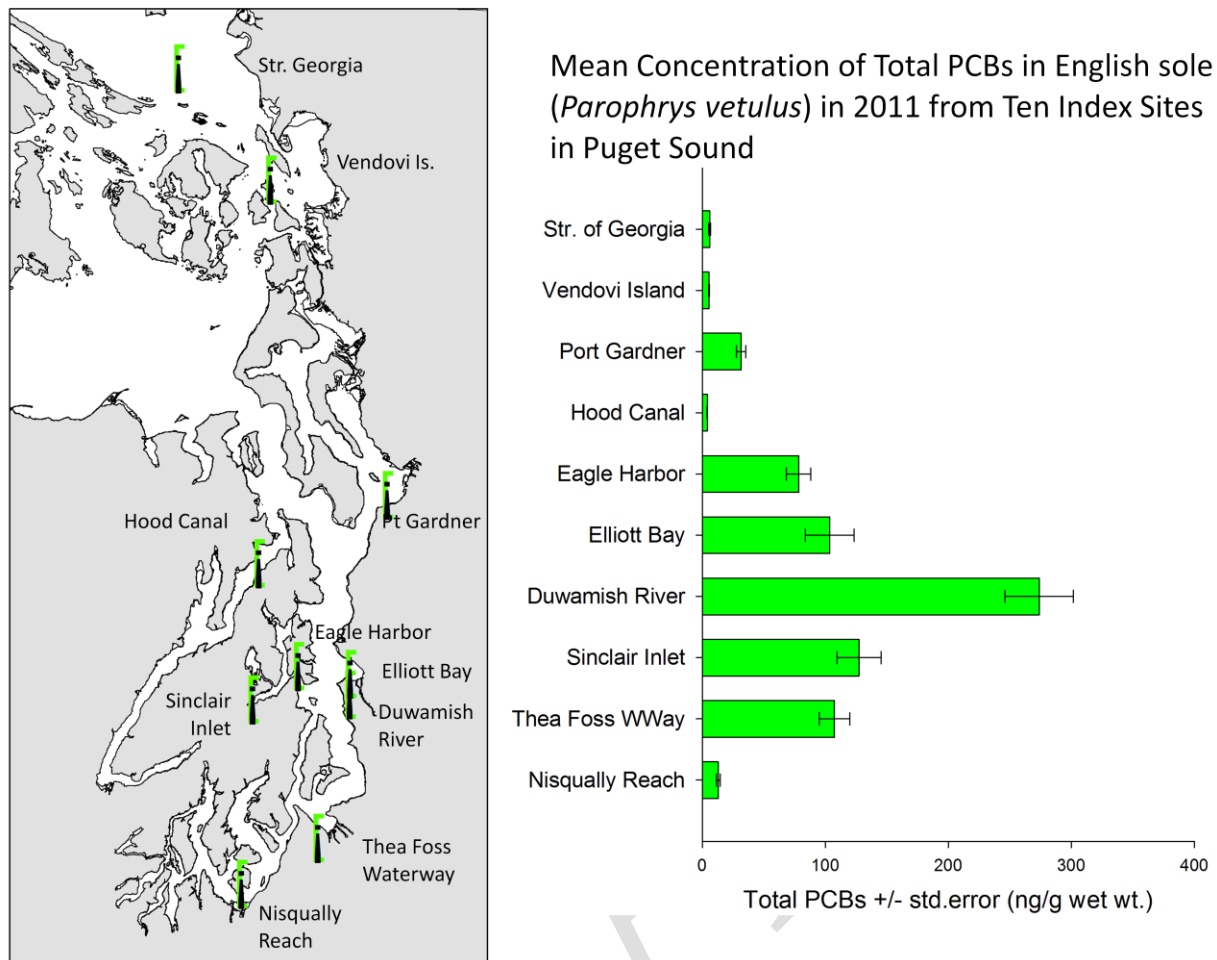 Str. Georgia
Vendovi Is.
Hood Canal
Pt Gardner
Eagle Harbor
Elliott Bay
Sinclair
Inlet
Duwamish
River
Thea Foss
Waterway
Nisqually
Reach
Mean Concentration of Total PCBs in English sole
(Parophrys vetulus) in 2011 from Ten Index Sites
in Puget Sound
Str. of Georgia
Vendovi Island
Port Gardner
Hood Canal
Eagle Harbor
Elliott Bay
Duwamish River
Sinclair Inlet
Thea Foss WWay
Nisqually Reach
0 100 200 300 400
Total PCBs +/- std.error (ng/g wet wt.)